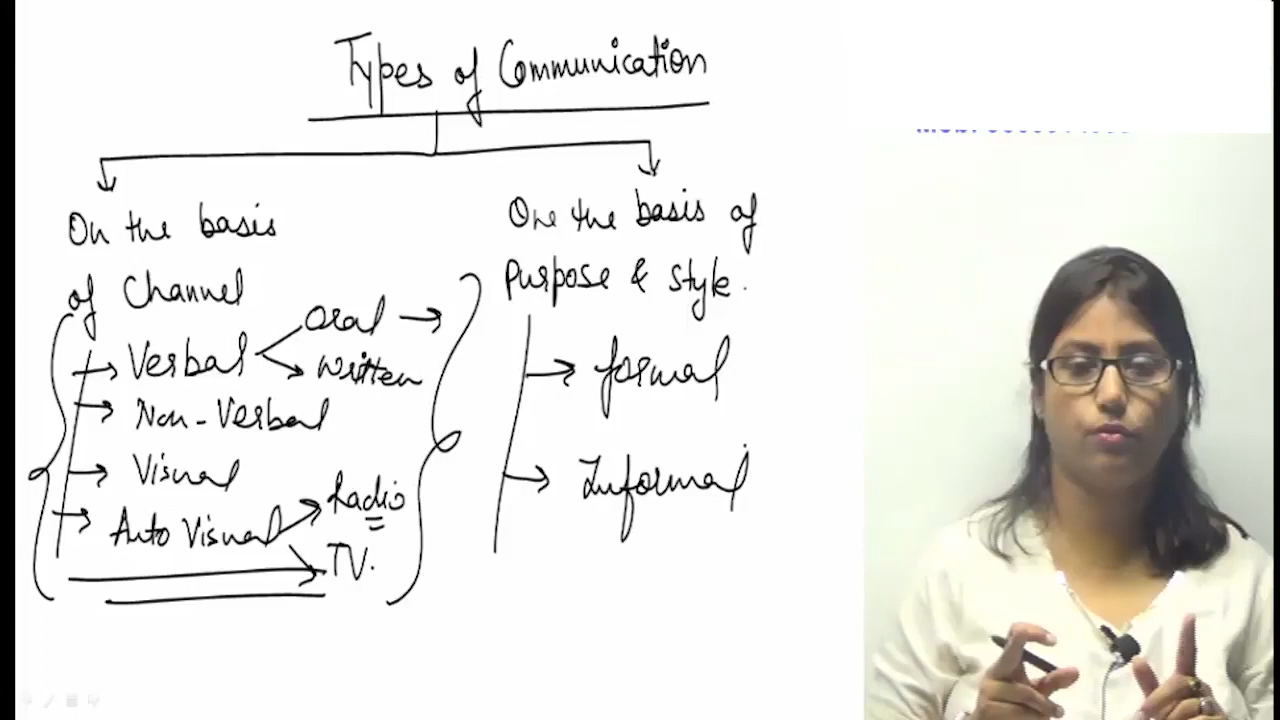 Types of Communication
On the basis
of Channel
Verbal
Oral
Written
Non-Verbal
Visual
Auto Visual
Radio
TV.
One the basis of
Purpose & style.
formal
Informal